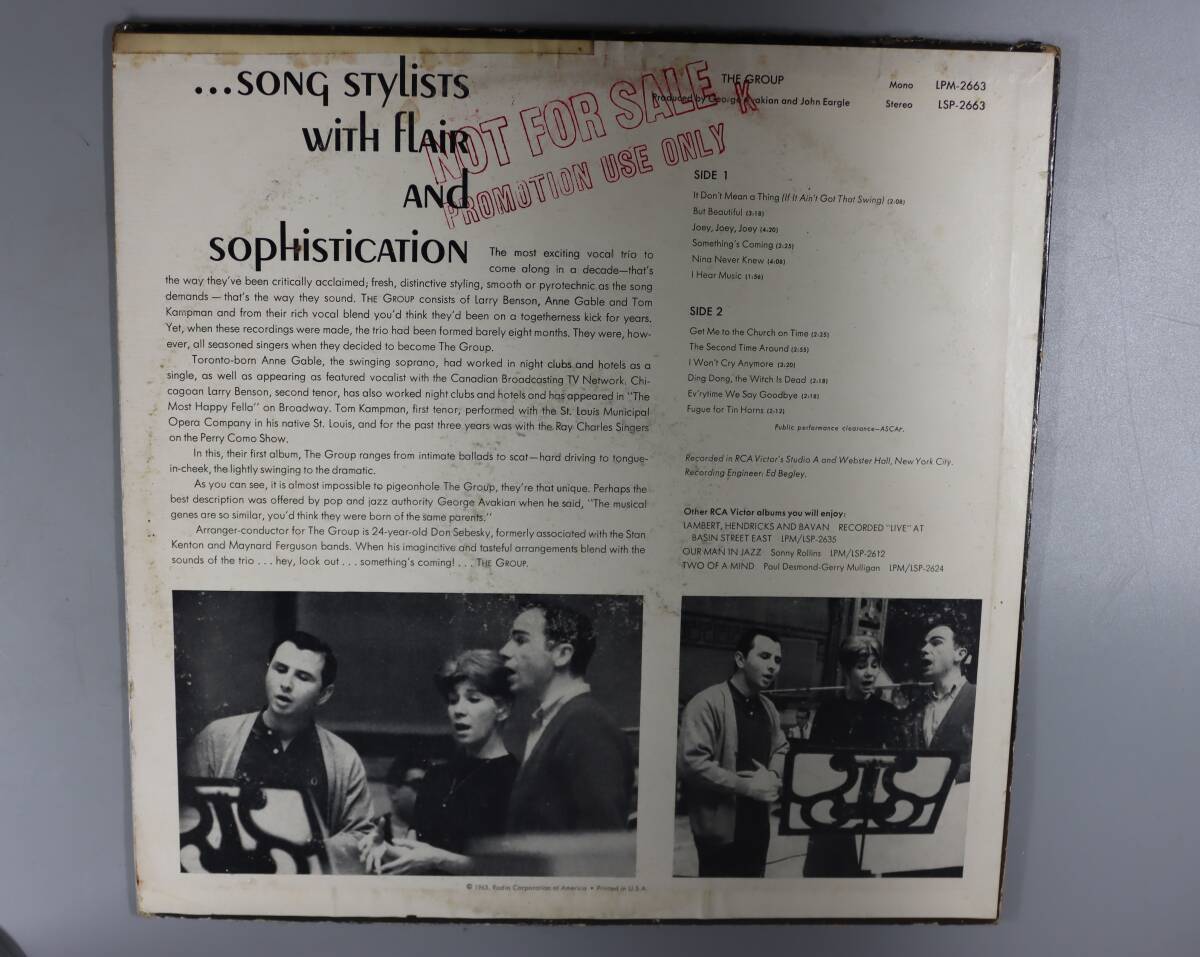 ...SONG STYLISTS
WITH FLAIR
AND
SOPHISTICATION
The most exciting vocal trio to
come along in a decade—that's
the way they've been critically acclaimed; fresh, distinctive styling, smooth or pyrotechnic as the song
demands — that's the way they sound. THE GROUP consists of Larry Benson, Anne Gable and Tom
Kampman and from their rich vocal blend you'd think they'd been on a togetherness kick for years.
Yet, when these recordings were made, the trio had been formed barely eight months. They were, how-
ever, all seasoned singers when they decided to become The Group.
Toronto-born Anne Gable, the swinging soprano, had worked in night clubs and hotels as a
single, as well as appearing as featured vocalist with the Canadian Broadcasting TV Network. Chi-
cagoan Larry Benson, second tenor, has also worked night clubs and hotels and has appeared in "The
Most Happy Fella" on Broadway. Tom Kampman, first tenor, performed with the St. Louis Municipal
Opera Company in his native St. Louis, and for the past three years was with the Ray Charles Singers
on the Perry Como Show.
In this, their first album, The Group ranges from intimate ballads to scat—hard driving to tongue-
in-cheek, the lightly swinging to the dramatic.
As you can see, it is almost impossible to pigeonhole The Group, they're that unique. Perhaps the
best description was offered by pop and jazz authority George Avakian when he said, "The musical
genes are so similar, you'd think they were born of the same parents."
Arranger-conductor for The Group is 24-year-old Don Sebesky, formerly associated with the Stan
Kenton and Maynard Ferguson bands. When his imaginative and tasteful arrangements blend with the
sounds of the trio . . . hey, look out . . . something's coming! . . . THE GROUP.
NOT FOR SALE K
PROMOTION USE ONLY
THE GROUP
Produced by George Avakian and John Eargle
Mono LPM-2663
Stereo LSP-2663
SIDE 1
It Don't Mean a Thing (If It Ain't Got That Swing) (2:08)
But Beautiful (3:18)
Joey, Joey, Joey (4:20)
Something's Coming (2:25)
Nina Never Knew (4:08)
I Hear Music (1:56)
SIDE 2
Get Me to the Church on Time (2:25)
The Second Time Around (2:55)
I Won't Cry Anymore (3:20)
Ding Dong, the Witch Is Dead (2:18)
Ev'rytime We Say Goodbye (2:18)
Fugue for Tin Horns (2:12)
Public performance clearance—ASCAP.
Recorded in RCA Victor's Studio A and Webster Hall, New York City.
Recording Engineer: Ed Begley.
Other RCA Victor albums you will enjoy:
LAMBERT, HENDRICKS AND BAVAN RECORDED "LIVE" AT
BASIN STREET EAST LPM/LSP-2635
OUR MAN IN JAZZ Sonny Rollins LPM/LSP-2612
TWO OF A MIND Paul Desmond-Gerry Mulligan LPM/LSP-2624
© 1963, Radio Corporation of America • Printed in U.S.A.